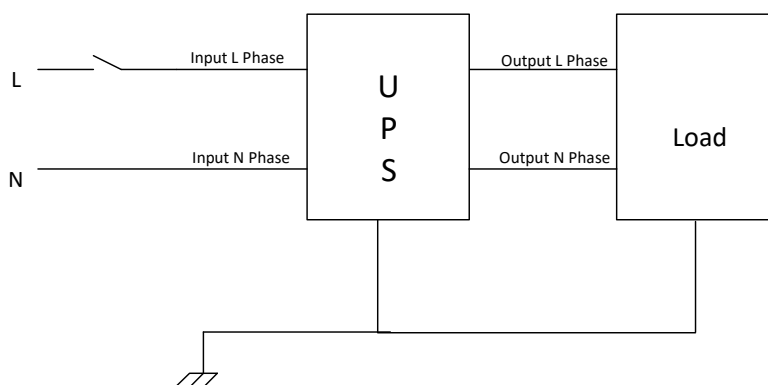 L
Input L Phase
Output L Phase
N
Input N Phase
Output N Phase
U
P
S
Load